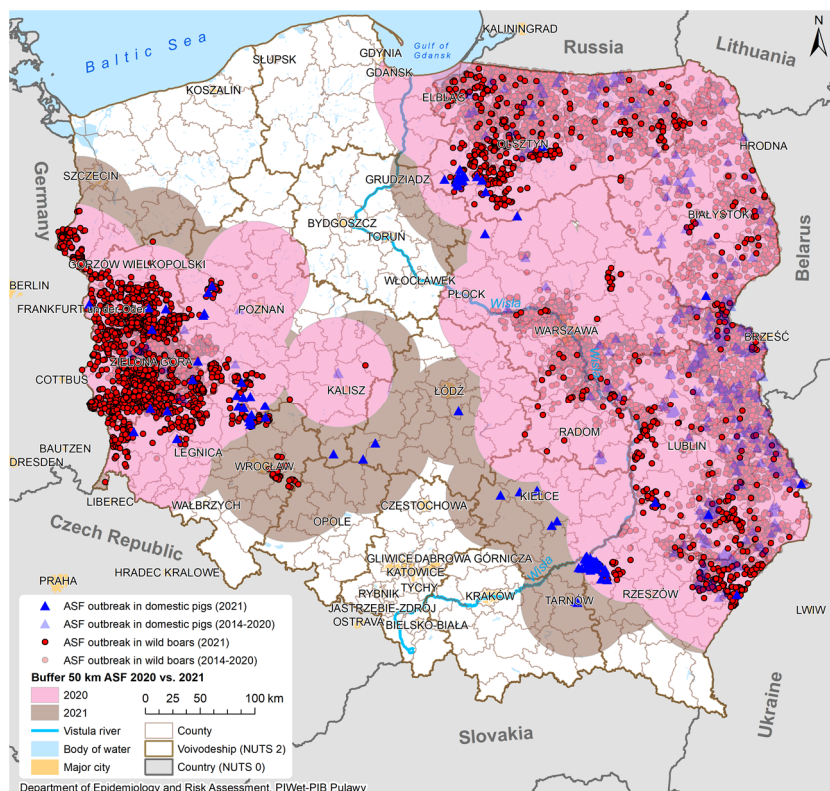 Baltic Sea
Gulf of
Gdansk
KALININGRAD
Russia
Lithuania
N
GDYNIA
GDAŃSK
SŁUPSK
KOSZALIN
ELBLĄG
OLSZTYN
HRODNA
Germany
SZCZECIN
GRUDZIĄDZ
BIAŁYSTOK
BYDGOSZCZ
TORUŃ
Belarus
GORZÓW WIELKOPOLSKI
BERLIN
WŁOCŁAWEK
PŁOCK
Wisła
FRANKFURT an der Oder
POZNAŃ
WARSZAWA
BRZEŚĆ
Wisła
ZIELONA GÓRA
COTTBUS
KALISZ
ŁÓDŹ
RADOM
LUBLIN
BAUTZEN
DRESDEN
LEGNICA
WROCŁAW
KIELCE
LIBEREC
WAŁBRZYCH
OPOLE
CZĘSTOCHOWA
Czech Republic
GLIWICE
DĄBROWA GÓRNICZA
Wisła
HRADEC KRALOWE
PRAHA
KATOWICE
TYCHY
RYBNIK
KRAKÓW
TARNÓW
RZESZÓW
JASTRZĘBIE-ZDRÓJ
OSTRAVA
BIELSKO-BIAŁA
LWIW
Ukraine
Slovakia
ASF outbreak in domestic pigs (2021)
ASF outbreak in domestic pigs (2014-2020)
ASF outbreak in wild boars (2021)
ASF outbreak in wild boars (2014-2020)
Buffer 50 km ASF 2020 vs. 2021
2020
2021
0 25 50 100 km
Vistula river
Body of water
Major city
County
Voivodeship (NUTS 2)
Country (NUTS 0)
Department of Epidemiology and Risk Assessment, PIWet-PIB Pulawy